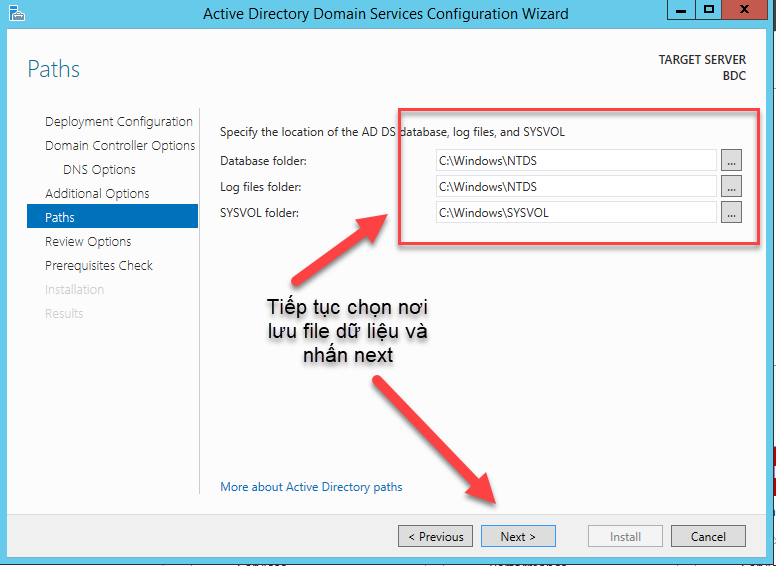 Active Directory Domain Services Configuration Wizard
Paths
TARGET SERVER
BDC
Deployment Configuration
Domain Controller Options
DNS Options
Additional Options
Paths
Review Options
Prerequisites Check
Installation
Results
Specify the location of the AD DS database, log files, and SYSVOL
Database folder: C:\Windows\NTDS ...
Log files folder: C:\Windows\NTDS ...
SYSVOL folder: C:\Windows\SYSVOL ...
Tiếp tục chọn nơi
lưu file dữ liệu và
nhấn next
More about Active Directory paths
< Previous Next > Install Cancel